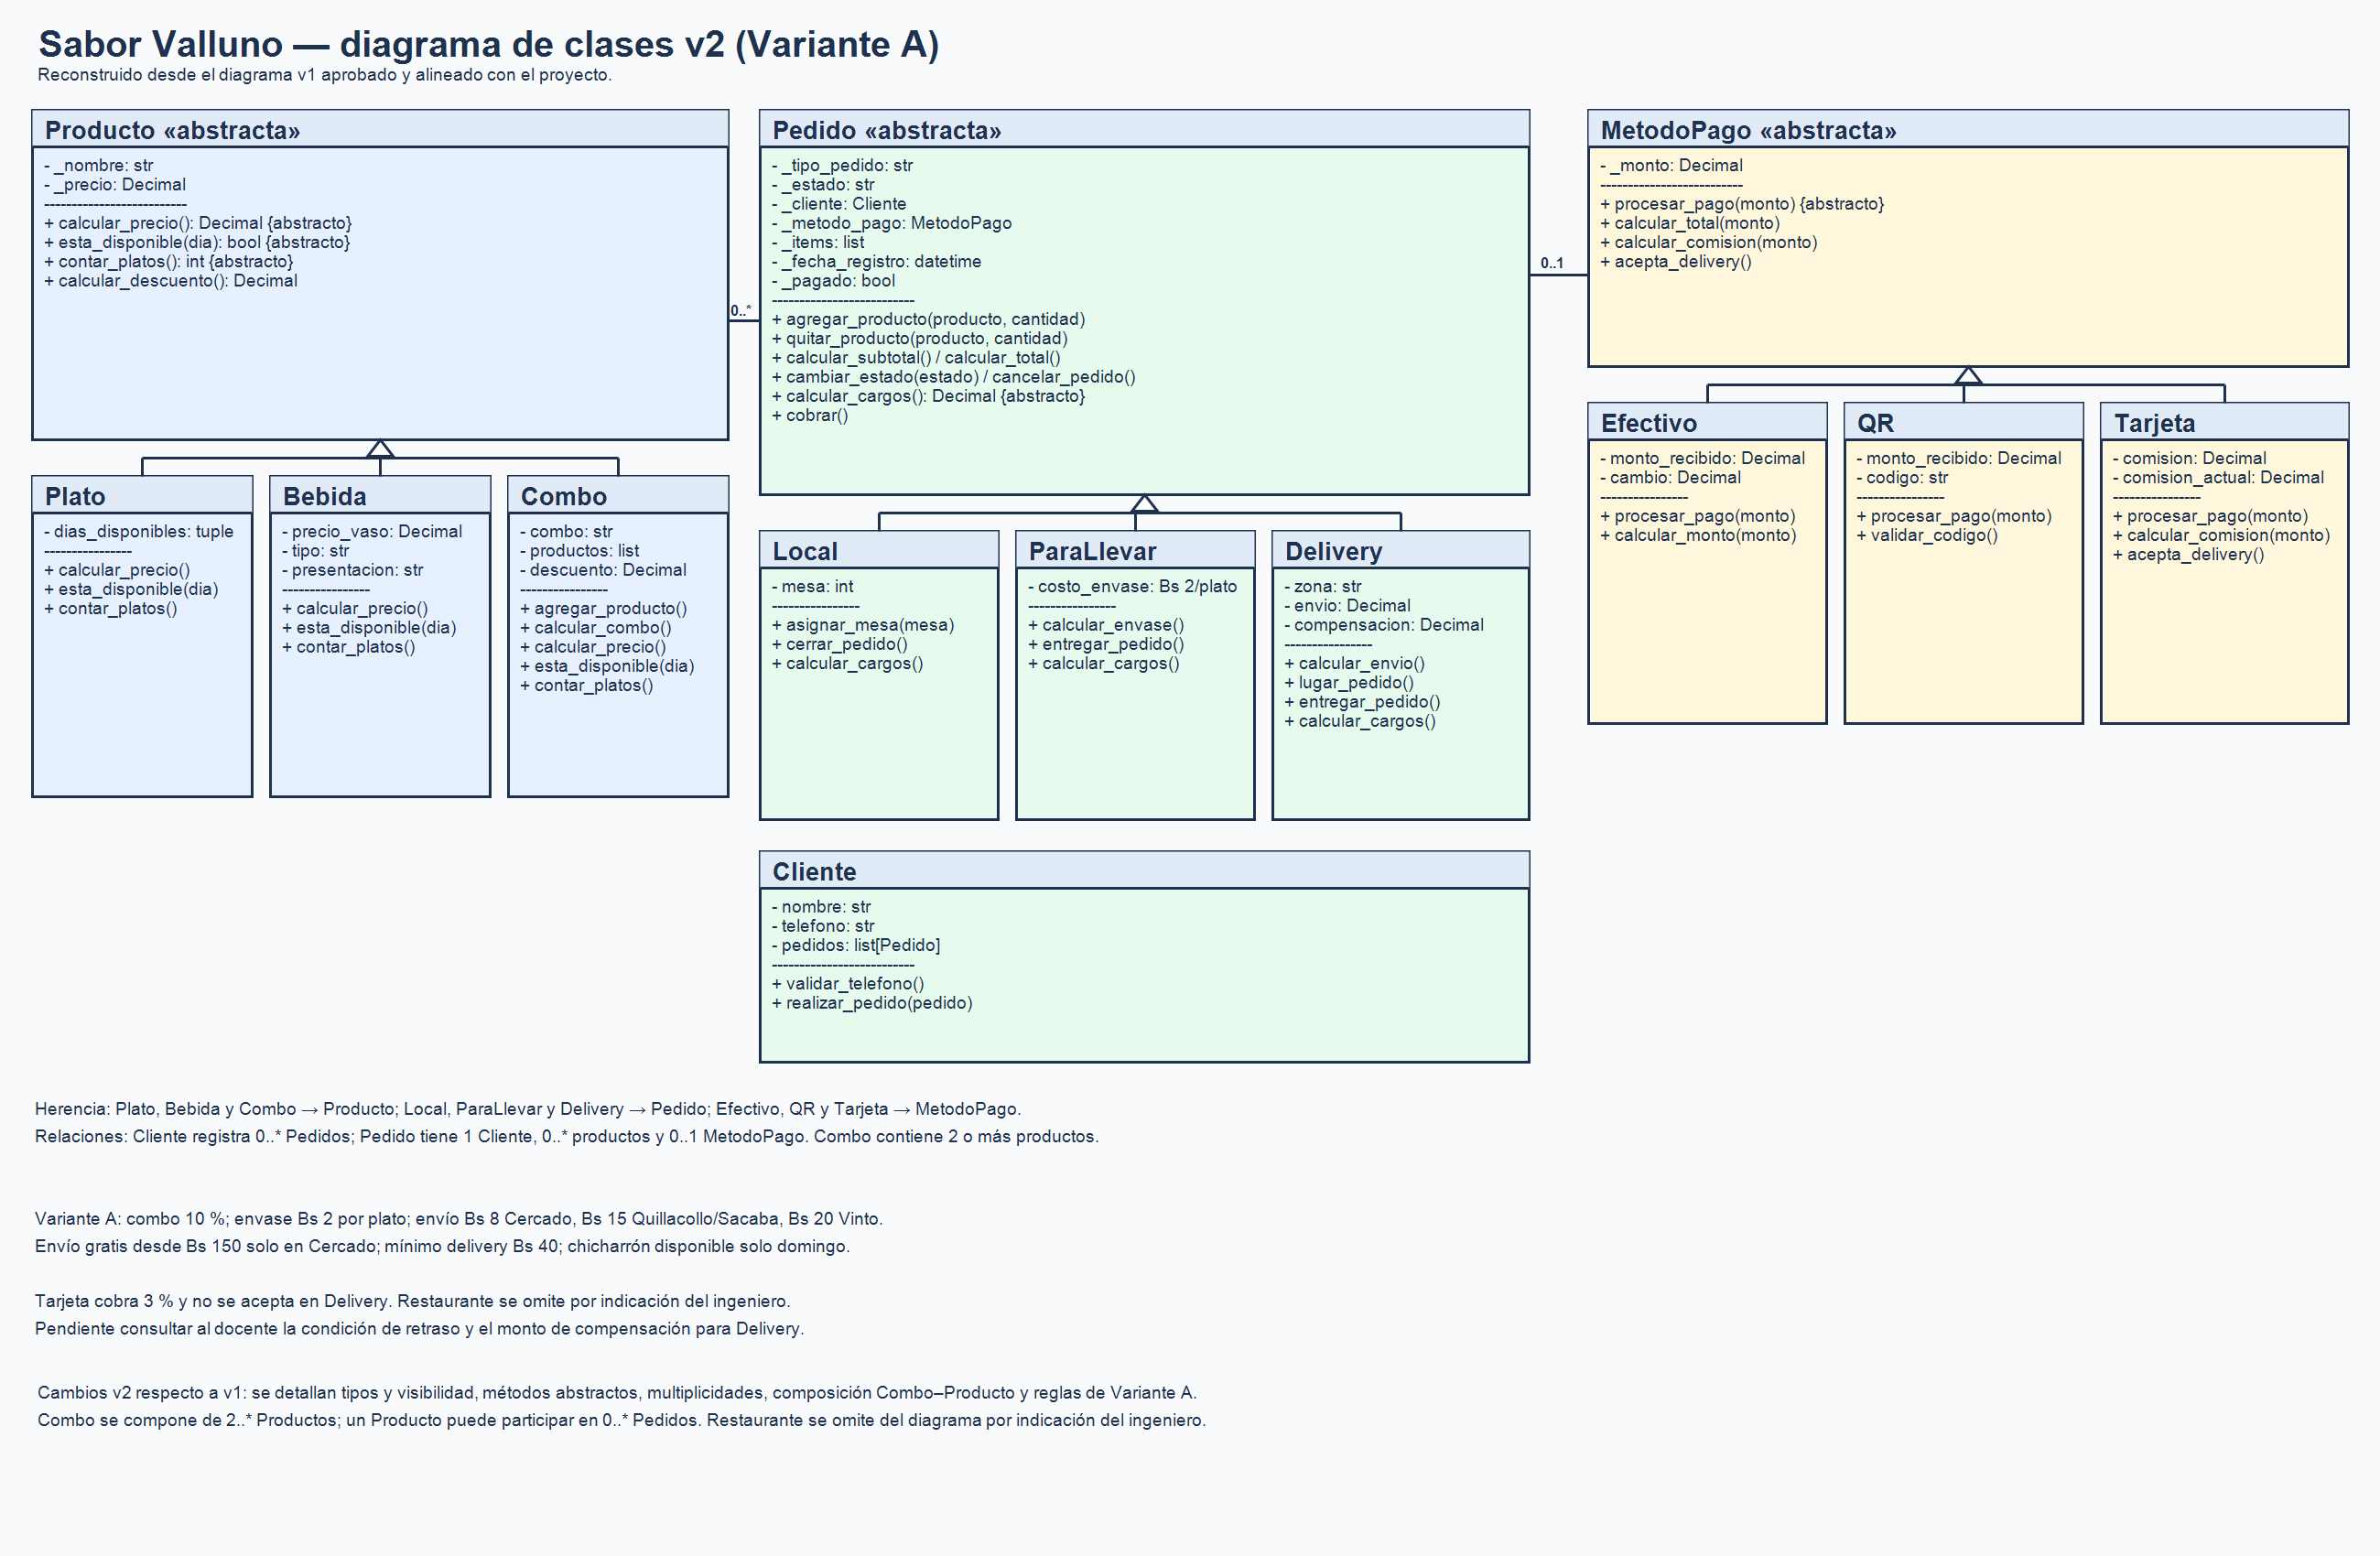 Sabor Valluno — diagrama de clases v2 (Variante A)
Reconstruido desde el diagrama v1 aprobado y alineado con el proyecto.
Producto «abstracta»
- _nombre: str
- _precio: Decimal
--------------------------
+ calcular_precio(): Decimal {abstracto}
+ esta_disponible(dia): bool {abstracto}
+ contar_platos(): int {abstracto}
+ calcular_descuento(): Decimal
0..*
Pedido «abstracta»
- _tipo_pedido: str
- _estado: str
- _cliente: Cliente
- _metodo_pago: MetodoPago
- _items: list
- _fecha_registro: datetime
- _pagado: bool
--------------------------
+ agregar_producto(producto, cantidad)
+ quitar_producto(producto, cantidad)
+ calcular_subtotal() / calcular_total()
+ cambiar_estado(estado) / cancelar_pedido()
+ calcular_cargos(): Decimal {abstracto}
+ cobrar()
0..1
MetodoPago «abstracta»
- _monto: Decimal
--------------------------
+ procesar_pago(monto) {abstracto}
+ calcular_total(monto)
+ calcular_comision(monto)
+ acepta_delivery()
Plato
- dias_disponibles: tuple
----------------
+ calcular_precio()
+ esta_disponible(dia)
+ contar_platos()
Bebida
- precio_vaso: Decimal
- tipo: str
- presentacion: str
----------------
+ calcular_precio()
+ esta_disponible(dia)
+ contar_platos()
Combo
- combo: str
- productos: list
- descuento: Decimal
----------------
+ agregar_producto()
+ calcular_combo()
+ calcular_precio()
+ esta_disponible(dia)
+ contar_platos()
Local
- mesa: int
----------------
+ asignar_mesa(mesa)
+ cerrar_pedido()
+ calcular_cargos()
ParaLlevar
- costo_envase: Bs 2/plato
----------------
+ calcular_envase()
+ entregar_pedido()
+ calcular_cargos()
Delivery
- zona: str
- envio: Decimal
- compensacion: Decimal
----------------
+ calcular_envio()
+ lugar_pedido()
+ entregar_pedido()
+ calcular_cargos()
Efectivo
- monto_recibido: Decimal
- cambio: Decimal
----------------
+ procesar_pago(monto)
+ calcular_monto(monto)
QR
- monto_recibido: Decimal
- codigo: str
----------------
+ procesar_pago(monto)
+ validar_codigo()
Tarjeta
- comision: Decimal
- comision_actual: Decimal
----------------
+ procesar_pago(monto)
+ calcular_comision(monto)
+ acepta_delivery()
Cliente
- nombre: str
- telefono: str
- pedidos: list[Pedido]
--------------------------
+ validar_telefono()
+ realizar_pedido(pedido)
Herencia: Plato, Bebida y Combo → Producto; Local, ParaLlevar y Delivery → Pedido; Efectivo, QR y Tarjeta → MetodoPago.
Relaciones: Cliente registra 0..* Pedidos; Pedido tiene 1 Cliente, 0..* productos y 0..1 MetodoPago. Combo contiene 2 o más productos.
Variante A: combo 10 %; envase Bs 2 por plato; envío Bs 8 Cercado, Bs 15 Quillacollo/Sacaba, Bs 20 Vinto.
Envío gratis desde Bs 150 solo en Cercado; mínimo delivery Bs 40; chicharrón disponible solo domingo.
Tarjeta cobra 3 % y no se acepta en Delivery. Restaurante se omite por indicación del ingeniero.
Pendiente consultar al docente la condición de retraso y el monto de compensación para Delivery.
Cambios v2 respecto a v1: se detallan tipos y visibilidad, métodos abstractos, multiplicidades, composición Combo–Producto y reglas de Variante A.
Combo se compone de 2..* Productos; un Producto puede participar en 0..* Pedidos. Restaurante se omite del diagrama por indicación del ingeniero.